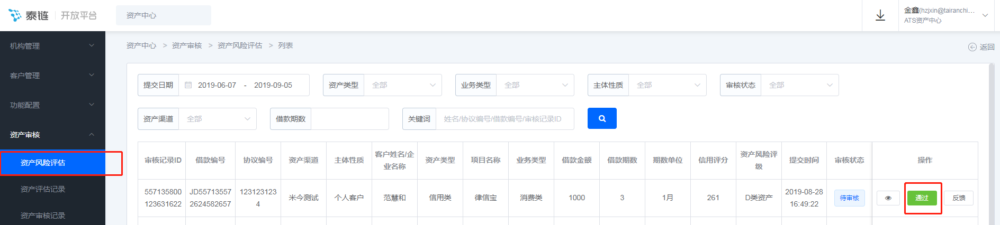 泰链 开放平台
资产中心
金鑫(hzjxin@tairanchi...
ATS资产中心
机构管理
客户管理
功能配置
资产审核
资产风险评估
资产评估记录
资产审核记录
资产中心 > 资产审核 > 资产风险评估 > 列表
返回
提交日期 2019-06-07 - 2019-09-05
资产类型 全部
业务类型 全部
主体性质 全部
审核状态 全部
资产渠道 全部
借款期数
关键词 姓名/协议编号/借款编号/审核记录ID
审核记录ID 借款编号 协议编号 资产渠道 主体性质 客户姓名/企业名称 资产类型 项目名称 业务类型 借款金额 借款期数 期数单位 信用评分 资产风险评级 提交时间 审核状态 操作
557135800123631622 JD557135572624582657 1231231234 米今测试 个人客户 范慧和 信用类 律信宝 消费类 1000 3 1月 261 D类资产 2019-08-28 16:49:22 待审核 通过 反馈